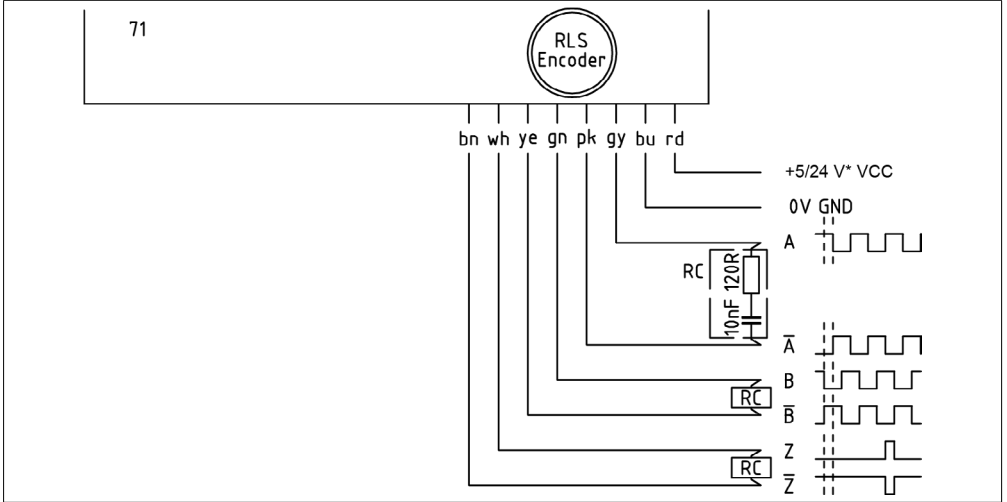 71
RLS
Encoder
bn wh ye gn pk gy bu rd
+5/24 V* VCC
0V GND
A
RC
120R
10nF
A̅
B
RC
B̅
Z
RC
Z̅